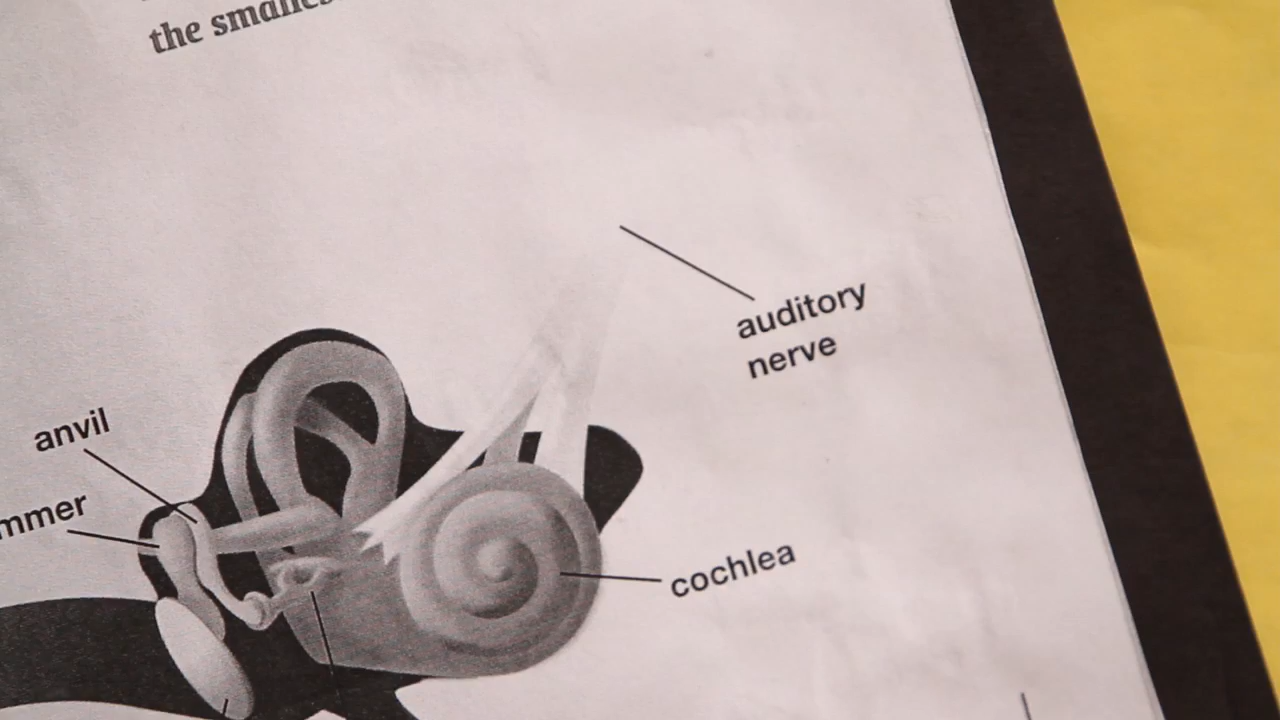 the smalles
auditory
nerve
anvil
mmer
cochlea